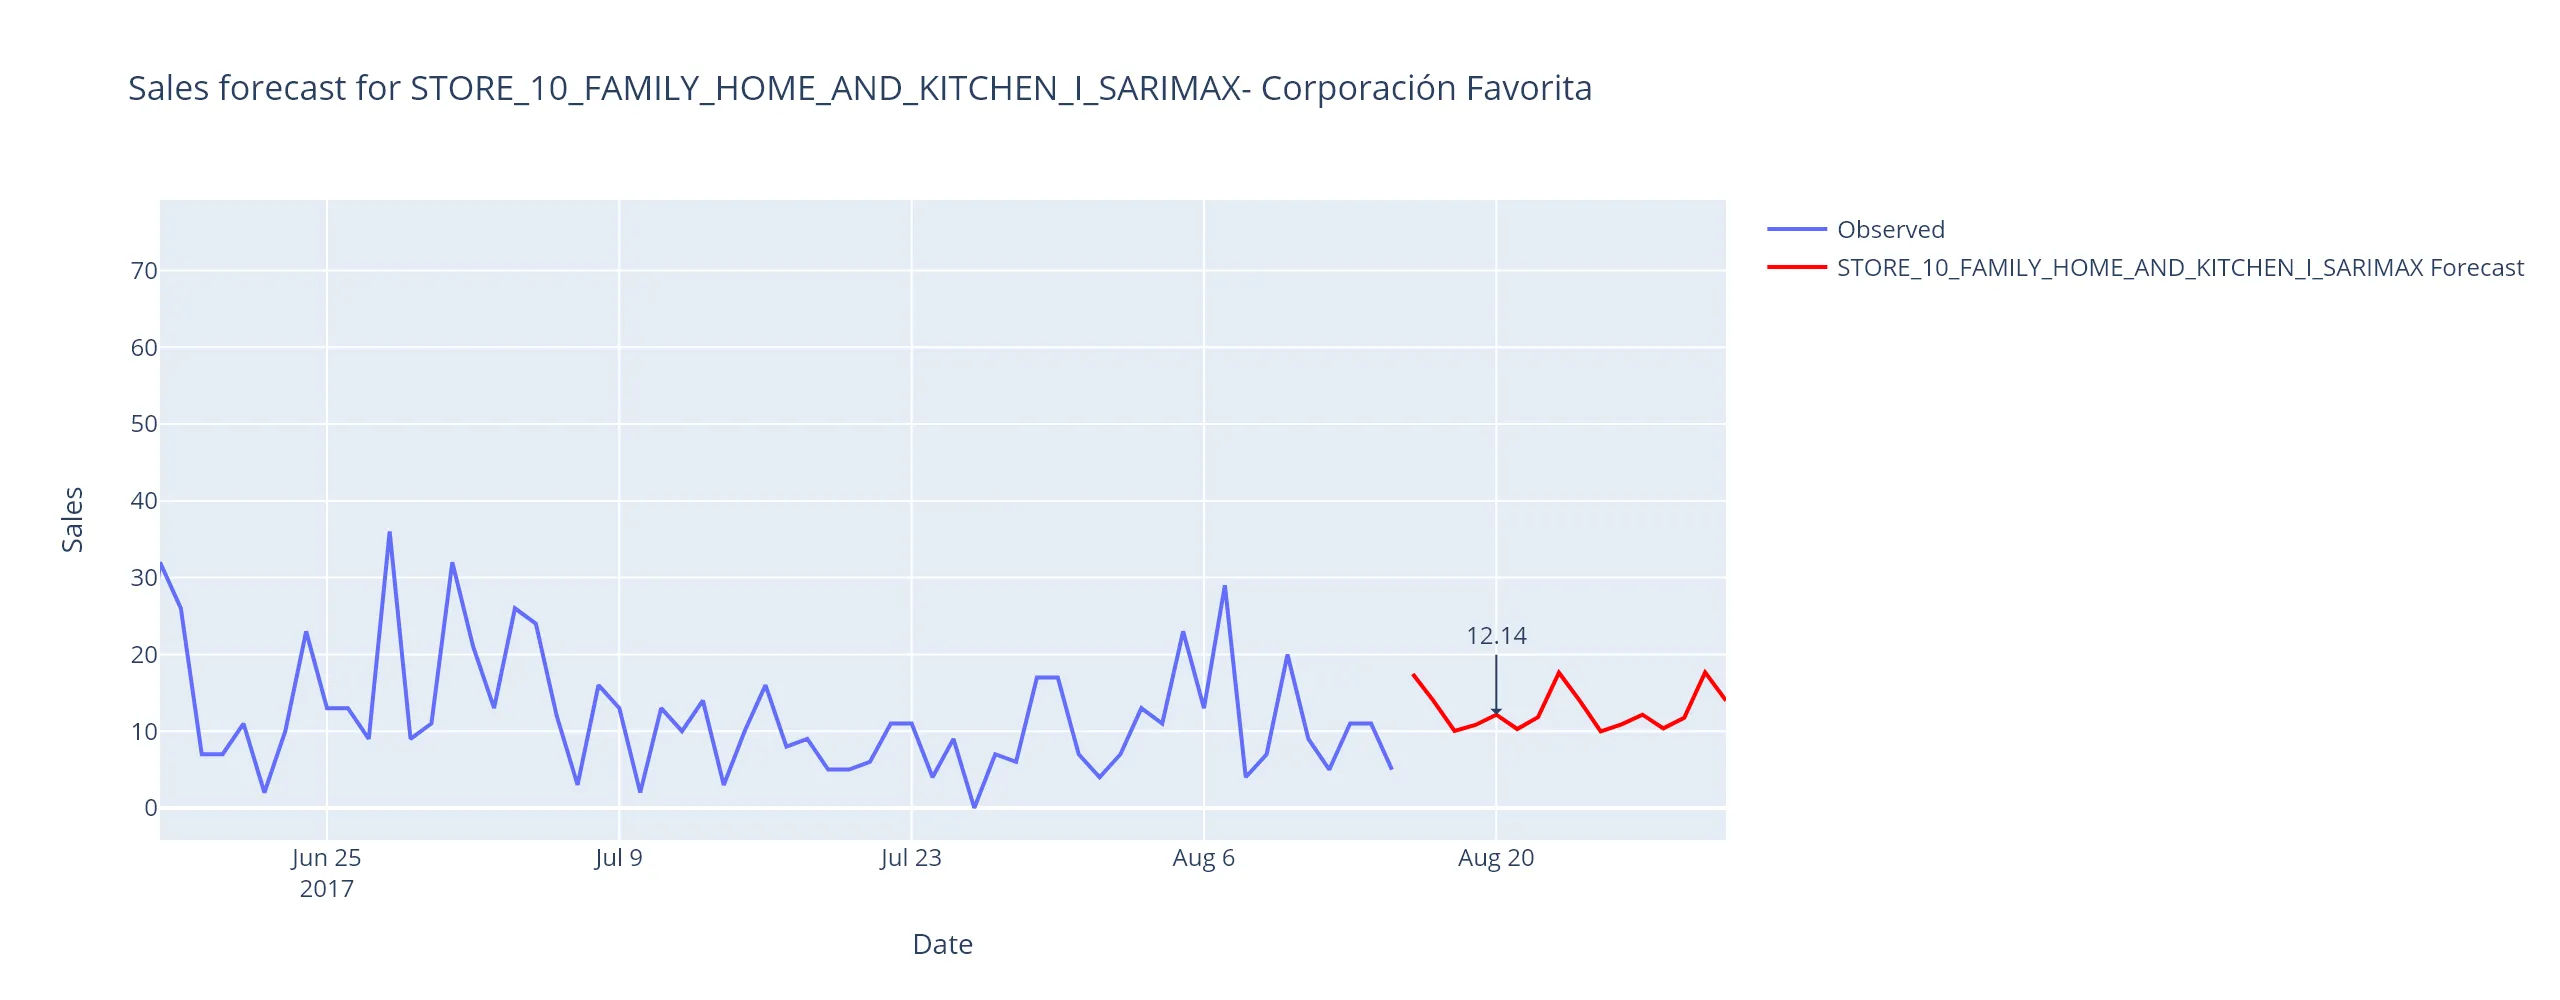 Sales forecast for STORE_10_FAMILY_HOME_AND_KITCHEN_I_SARIMAX- Corporación Favorita
Observed
STORE_10_FAMILY_HOME_AND_KITCHEN_I_SARIMAX Forecast
70
60
50
40
30
20
10
0
Sales
12.14
Jun 25
2017
Jul 9
Jul 23
Aug 6
Aug 20
Date